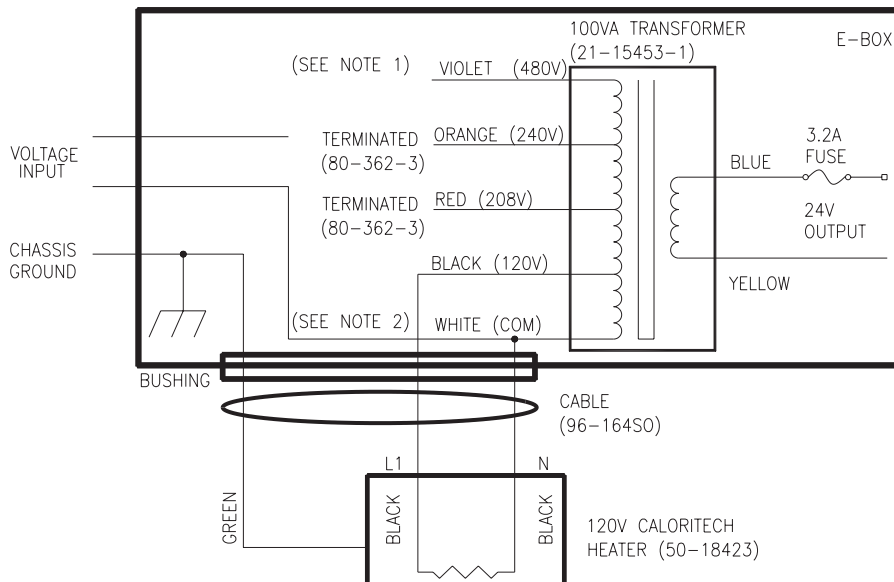 100VA TRANSFORMER
(21-15453-1)
E-BOX
(SEE NOTE 1)
VIOLET (480V)
VOLTAGE
INPUT
TERMINATED
(80-362-3)
ORANGE (240V)
TERMINATED
(80-362-3)
RED (208V)
BLUE
3.2A
FUSE
24V
OUTPUT
CHASSIS
GROUND
BLACK (120V)
YELLOW
(SEE NOTE 2)
WHITE (COM)
BUSHING
CABLE
(96-164SO)
L1
N
GREEN
BLACK
BLACK
120V CALORITECH
HEATER (50-18423)